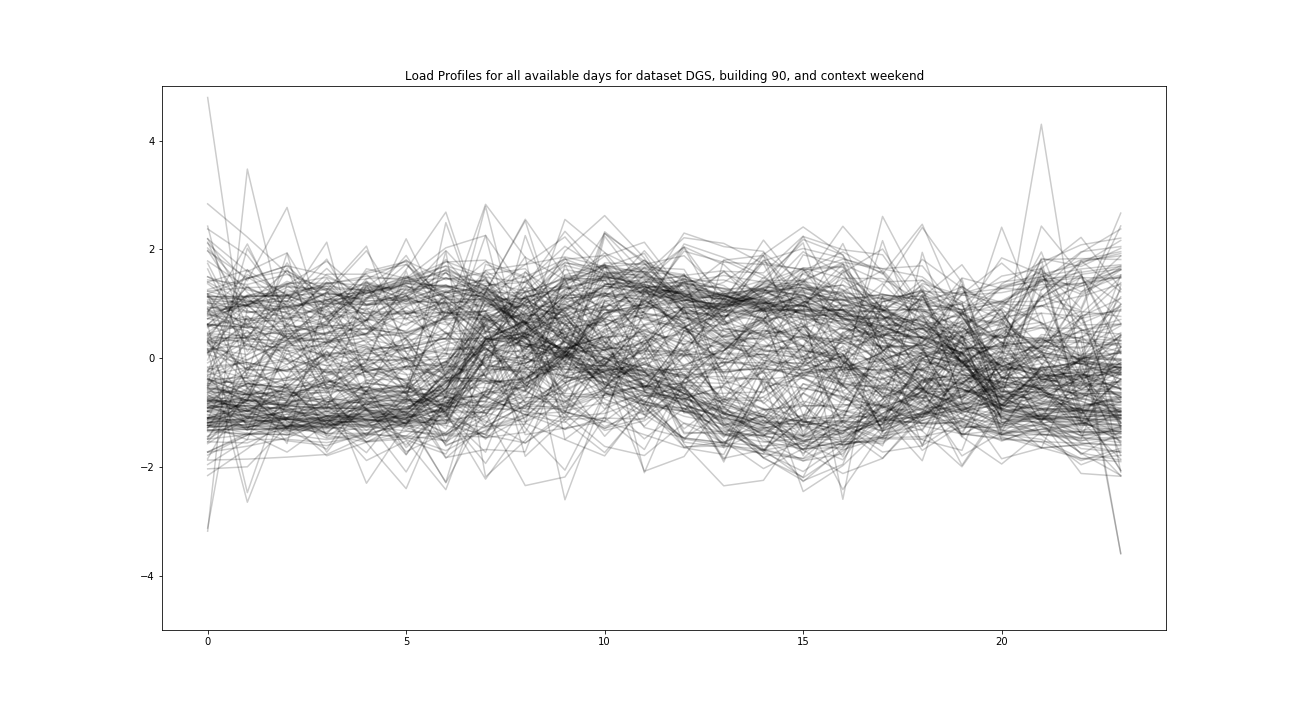 Load Profiles for all available days for dataset DGS, building 90, and context weekend
4
2
0
−2
−4
0 5 10 15 20